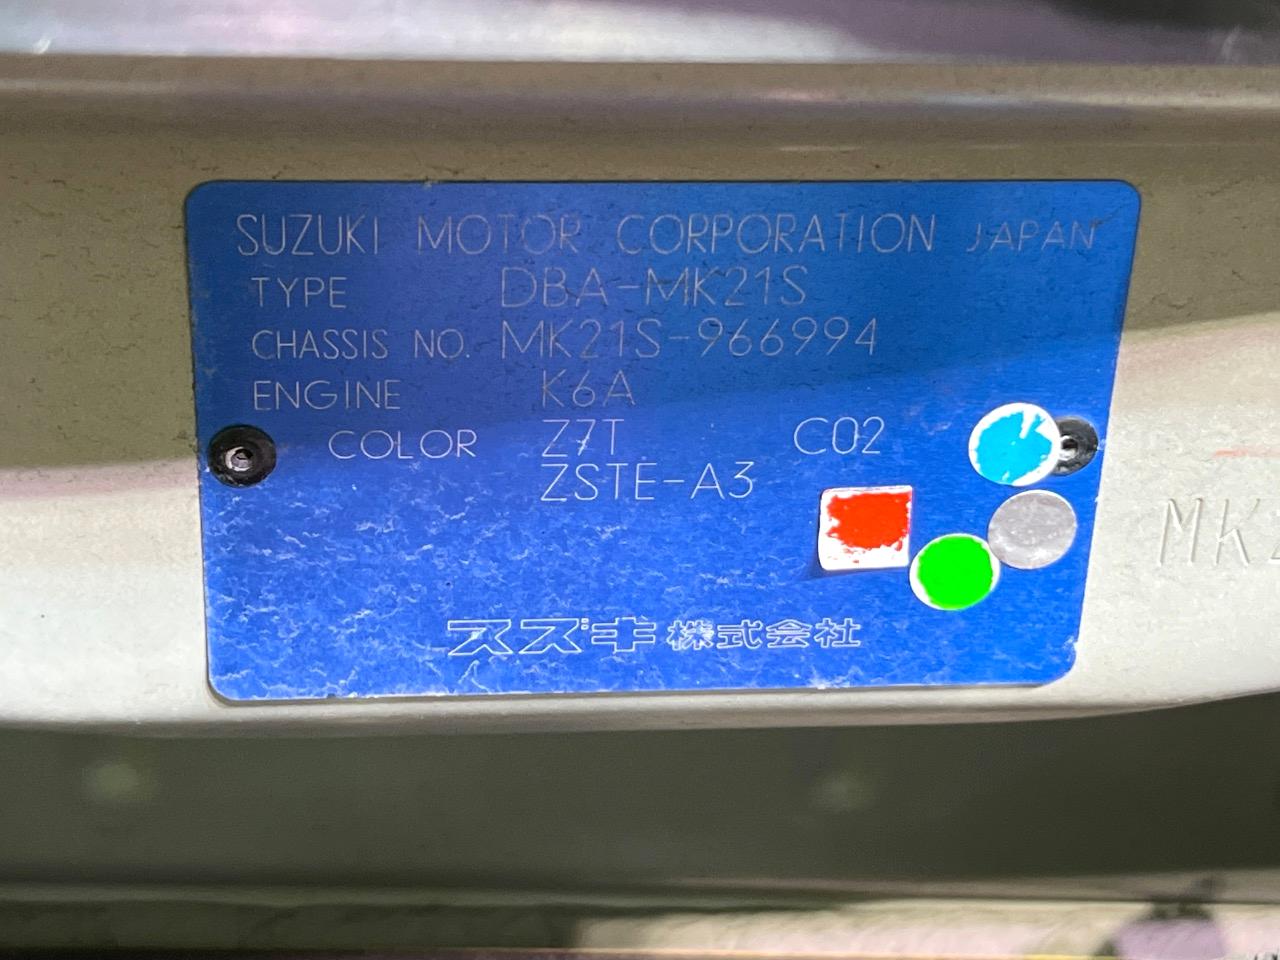 SUZUKI MOTOR CORPORATION JAPAN
TYPE DBA-MK21S
CHASSIS NO. MK21S-966994
ENGINE K6A
COLOR Z7T C02
ZSTE-A3
スズキ株式会社
MK2